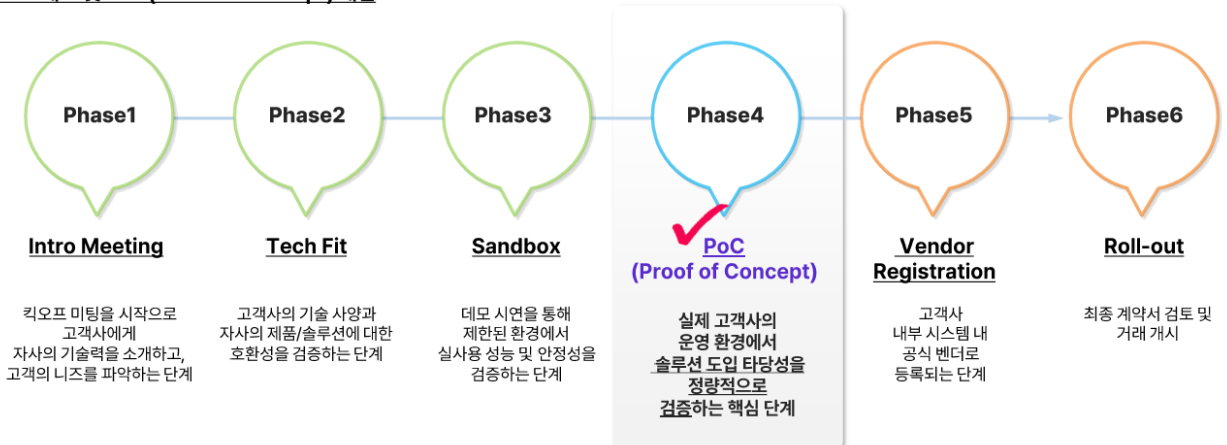 Phase1
Phase2
Phase3
Phase4
Phase5
Phase6
Intro Meeting
Tech Fit
Sandbox
PoC
(Proof of Concept)
Vendor
Registration
Roll-out
킥오프 미팅을 시작으로
고객사에게
자사의 기술력을 소개하고,
고객의 니즈를 파악하는 단계
고객사의 기술 사양과
자사의 제품/솔루션에 대한
호환성을 검증하는 단계
데모 시연을 통해
제한된 환경에서
실사용 성능 및 안정성을
검증하는 단계
실제 고객사의
운영 환경에서
솔루션 도입 타당성을
정량적으로
검증하는 핵심 단계
고객사
내부 시스템 내
공식 벤더로
등록되는 단계
최종 계약서 검토 및
거래 개시